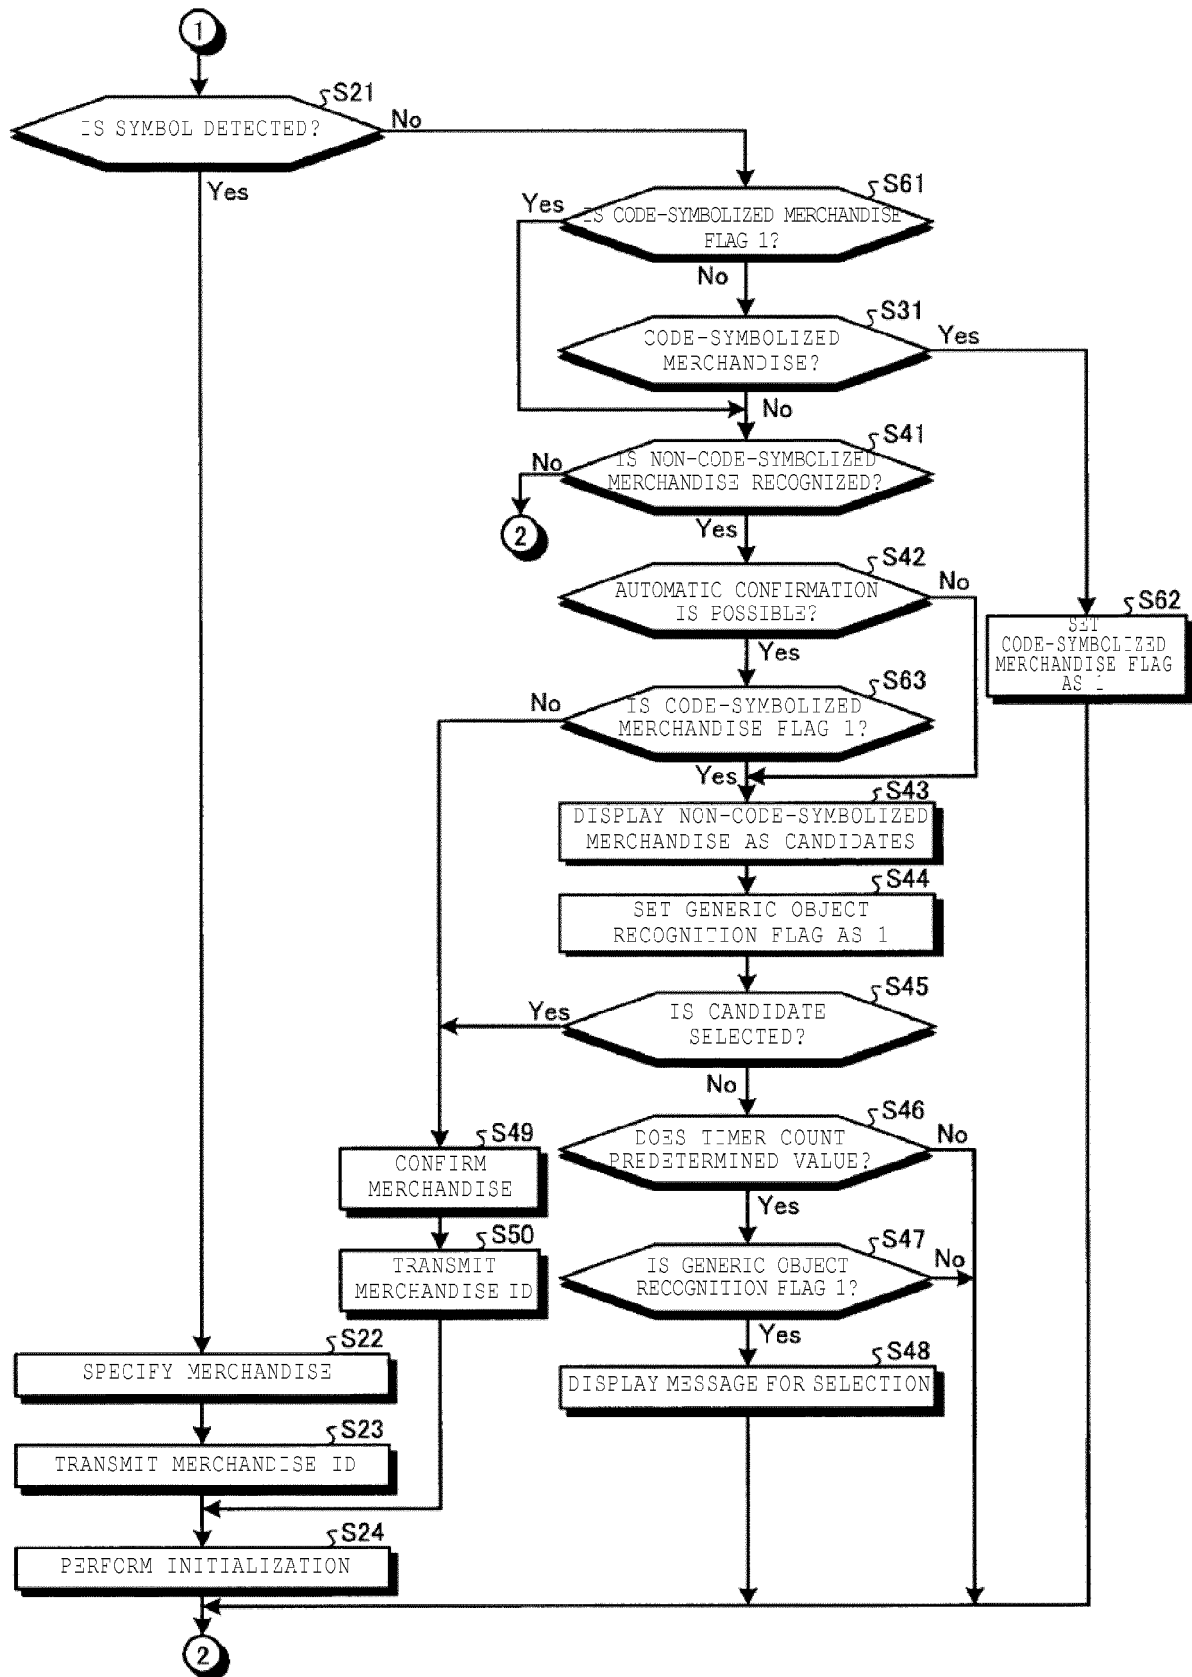 1
S21
IS SYMBOL DETECTED?
No
Yes
S61
Yes
IS CODE-SYMBOLIZED MERCHANDISE
FLAG 1?
No
S31
CODE-SYMBOLIZED
MERCHANDISE?
Yes
No
S41
No
IS NON-CODE-SYMBOLIZED
MERCHANDISE RECOGNIZED?
2
Yes
S42
AUTOMATIC CONFIRMATION
IS POSSIBLE?
No
S62
SET
CODE-SYMBOLIZED
MERCHANDISE FLAG
AS 1
Yes
S63
No
IS CODE-SYMBOLIZED
MERCHANDISE FLAG 1?
Yes
S43
DISPLAY NON-CODE-SYMBOLIZED
MERCHANDISE AS CANDIDATES
S44
SET GENERIC OBJECT
RECOGNITION FLAG AS 1
S45
Yes
IS CANDIDATE
SELECTED?
No
S46
DOES TIMER COUNT
PREDETERMINED VALUE?
No
S49
CONFIRM
MERCHANDISE
Yes
S50
TRANSMIT
MERCHANDISE ID
S47
IS GENERIC OBJECT
RECOGNITION FLAG 1?
No
Yes
S22
SPECIFY MERCHANDISE
S48
DISPLAY MESSAGE FOR SELECTION
S23
TRANSMIT MERCHANDISE ID
S24
PERFORM INITIALIZATION
2